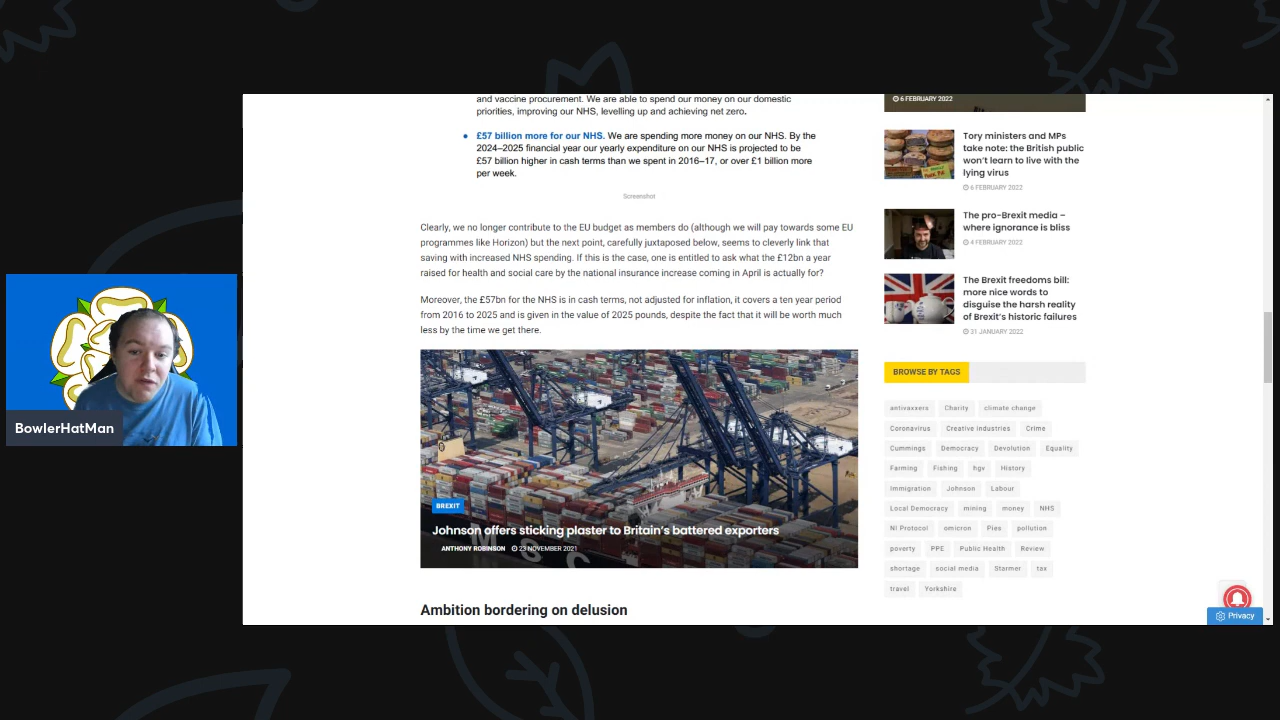 and vaccine procurement. We are able to spend our money on our domestic
priorities, improving our NHS, levelling up and achieving net zero.
• £57 billion more for our NHS. We are spending more money on our NHS. By the
2024–2025 financial year our yearly expenditure on our NHS is projected to be
£57 billion higher in cash terms than we spent in 2016–17, or over £1 billion more
per week.
Screenshot
Clearly, we no longer contribute to the EU budget as members do (although we will pay towards some EU
programmes like Horizon) but the next point, carefully juxtaposed below, seems to cleverly link that
saving with increased NHS spending. If this is the case, one is entitled to ask what the £12bn a year
raised for health and social care by the national insurance increase coming in April is actually for?
Moreover, the £57bn for the NHS is in cash terms, not adjusted for inflation, it covers a ten year period
from 2016 to 2025 and is given in the value of 2025 pounds, despite the fact that it will be worth much
less by the time we get there.
BREXIT
Johnson offers sticking plaster to Britain's battered exporters
ANTHONY ROBINSON 23 NOVEMBER 2021
Ambition bordering on delusion
6 FEBRUARY 2022
Tory ministers and MPs
take note: the British public
won't learn to live with the
lying virus
6 FEBRUARY 2022
The pro-Brexit media –
where ignorance is bliss
4 FEBRUARY 2022
The Brexit freedoms bill:
more nice words to
disguise the harsh reality
of Brexit's historic failures
31 JANUARY 2022
BROWSE BY TAGS
antivaxxers Charity climate change
Coronavirus Creative industries Crime
Cummings Democracy Devolution Equality
Farming Fishing hgv History
Immigration Johnson Labour
Local Democracy mining money NHS
NI Protocol omicron Pies pollution
poverty PPE Public Health Review
shortage social media Starmer tax
travel Yorkshire
Privacy
BowlerHatMan